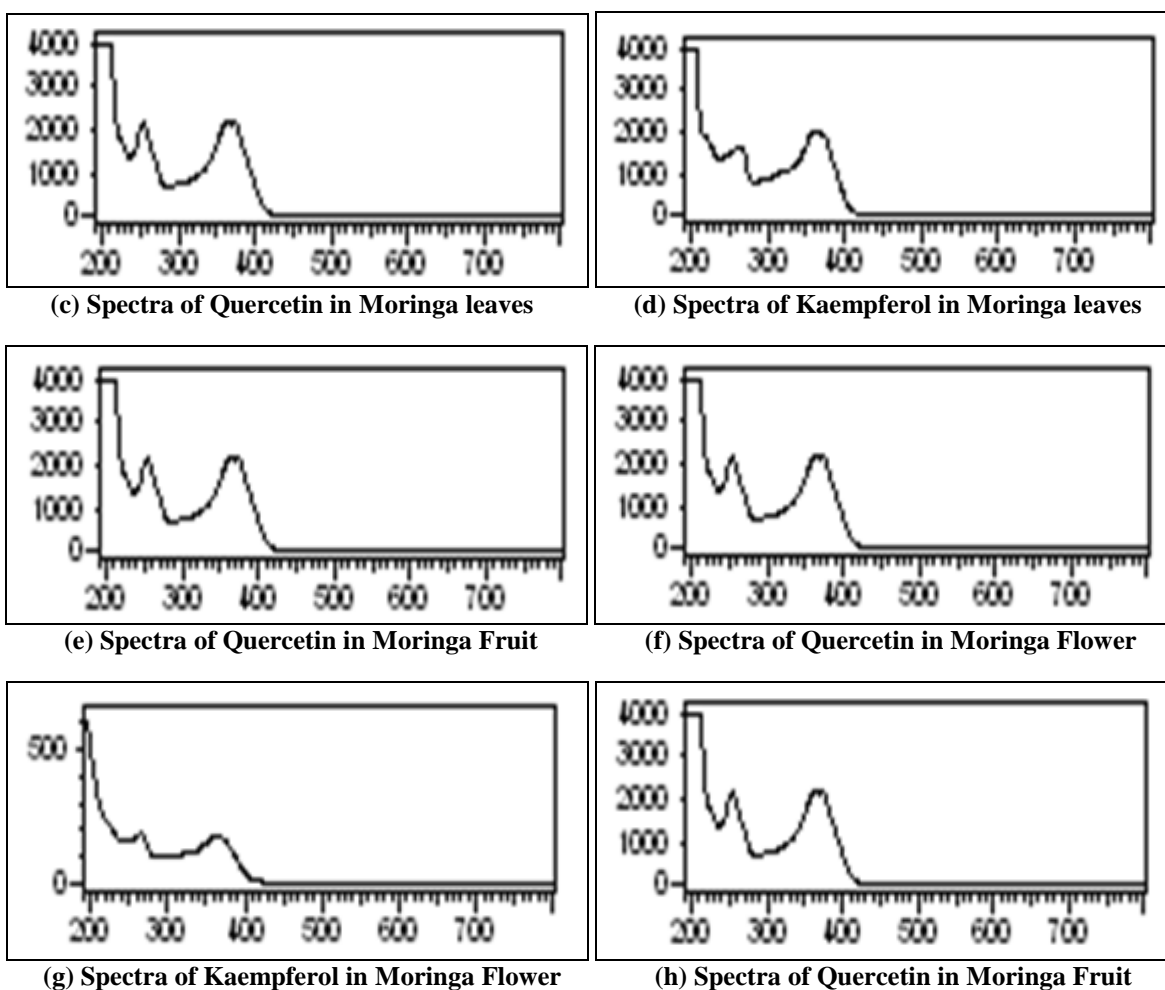 4000
3000
2000
1000
0
200 300 400 500 600 700
(c) Spectra of Quercetin in Moringa leaves
4000
3000
2000
1000
0
200 300 400 500 600 700
(d) Spectra of Kaempferol in Moringa leaves
4000
3000
2000
1000
0
200 300 400 500 600 700
(e) Spectra of Quercetin in Moringa Fruit
4000
3000
2000
1000
0
200 300 400 500 600 700
(f) Spectra of Quercetin in Moringa Flower
500
0
200 300 400 500 600 700
(g) Spectra of Kaempferol in Moringa Flower
4000
3000
2000
1000
0
200 300 400 500 600 700
(h) Spectra of Quercetin in Moringa Fruit